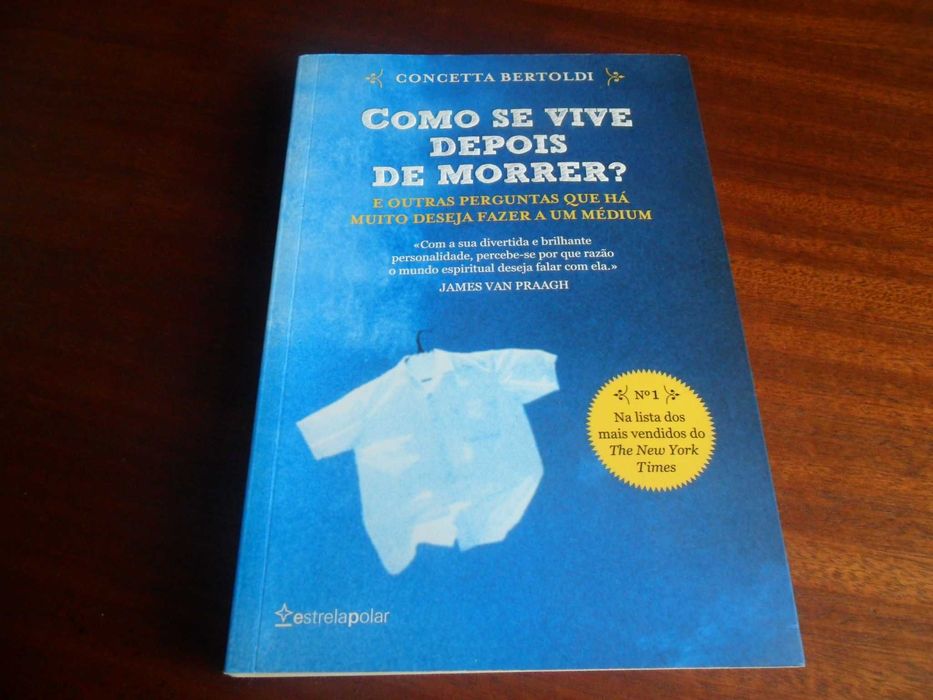 CONCETTA BERTOLDI
COMO SE VIVE
DEPOIS
DE MORRER?
E OUTRAS PERGUNTAS QUE HÁ
MUITO DESEJA FAZER A UM MÉDIUM
«Com a sua divertida e brilhante
personalidade, percebe-se por que razão
o mundo espiritual deseja falar com ela.»
JAMES VAN PRAAGH
Nº 1
Na lista dos
mais vendidos do
The New York
Times
estrelapolar